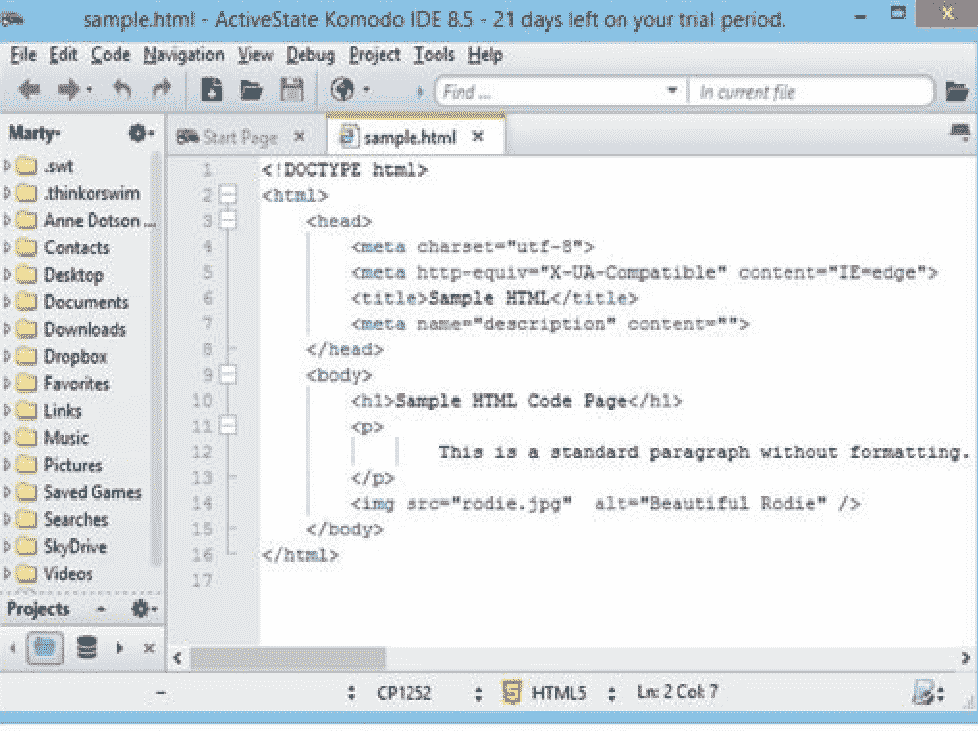 sample.html - ActiveState Komodo IDE 8.5 - 21 days left on your trial period.
File Edit Code Navigation View Debug Project Tools Help
Find ...
In current file
Marty
.swt
.thinkorswim
Anne Dotson ...
Contacts
Desktop
Documents
Downloads
Dropbox
Favorites
Links
Music
Pictures
Saved Games
Searches
SkyDrive
Videos
Projects
Start Page
sample.html
1 <!DOCTYPE html>
2 <html>
3 <head>
4 <meta charset="utf-8">
5 <meta http-equiv="X-UA-Compatible" content="IE=edge">
6 <title>Sample HTML</title>
7 <meta name="description" content="">
8 </head>
9 <body>
10 <h1>Sample HTML Code Page</h1>
11 <p>
12 This is a standard paragraph without formatting.
13 </p>
14 <img src="rodie.jpg" alt="Beautiful Rodie" />
15 </body>
16 </html>
17
CP1252 HTML5 Ln: 2 Col: 7